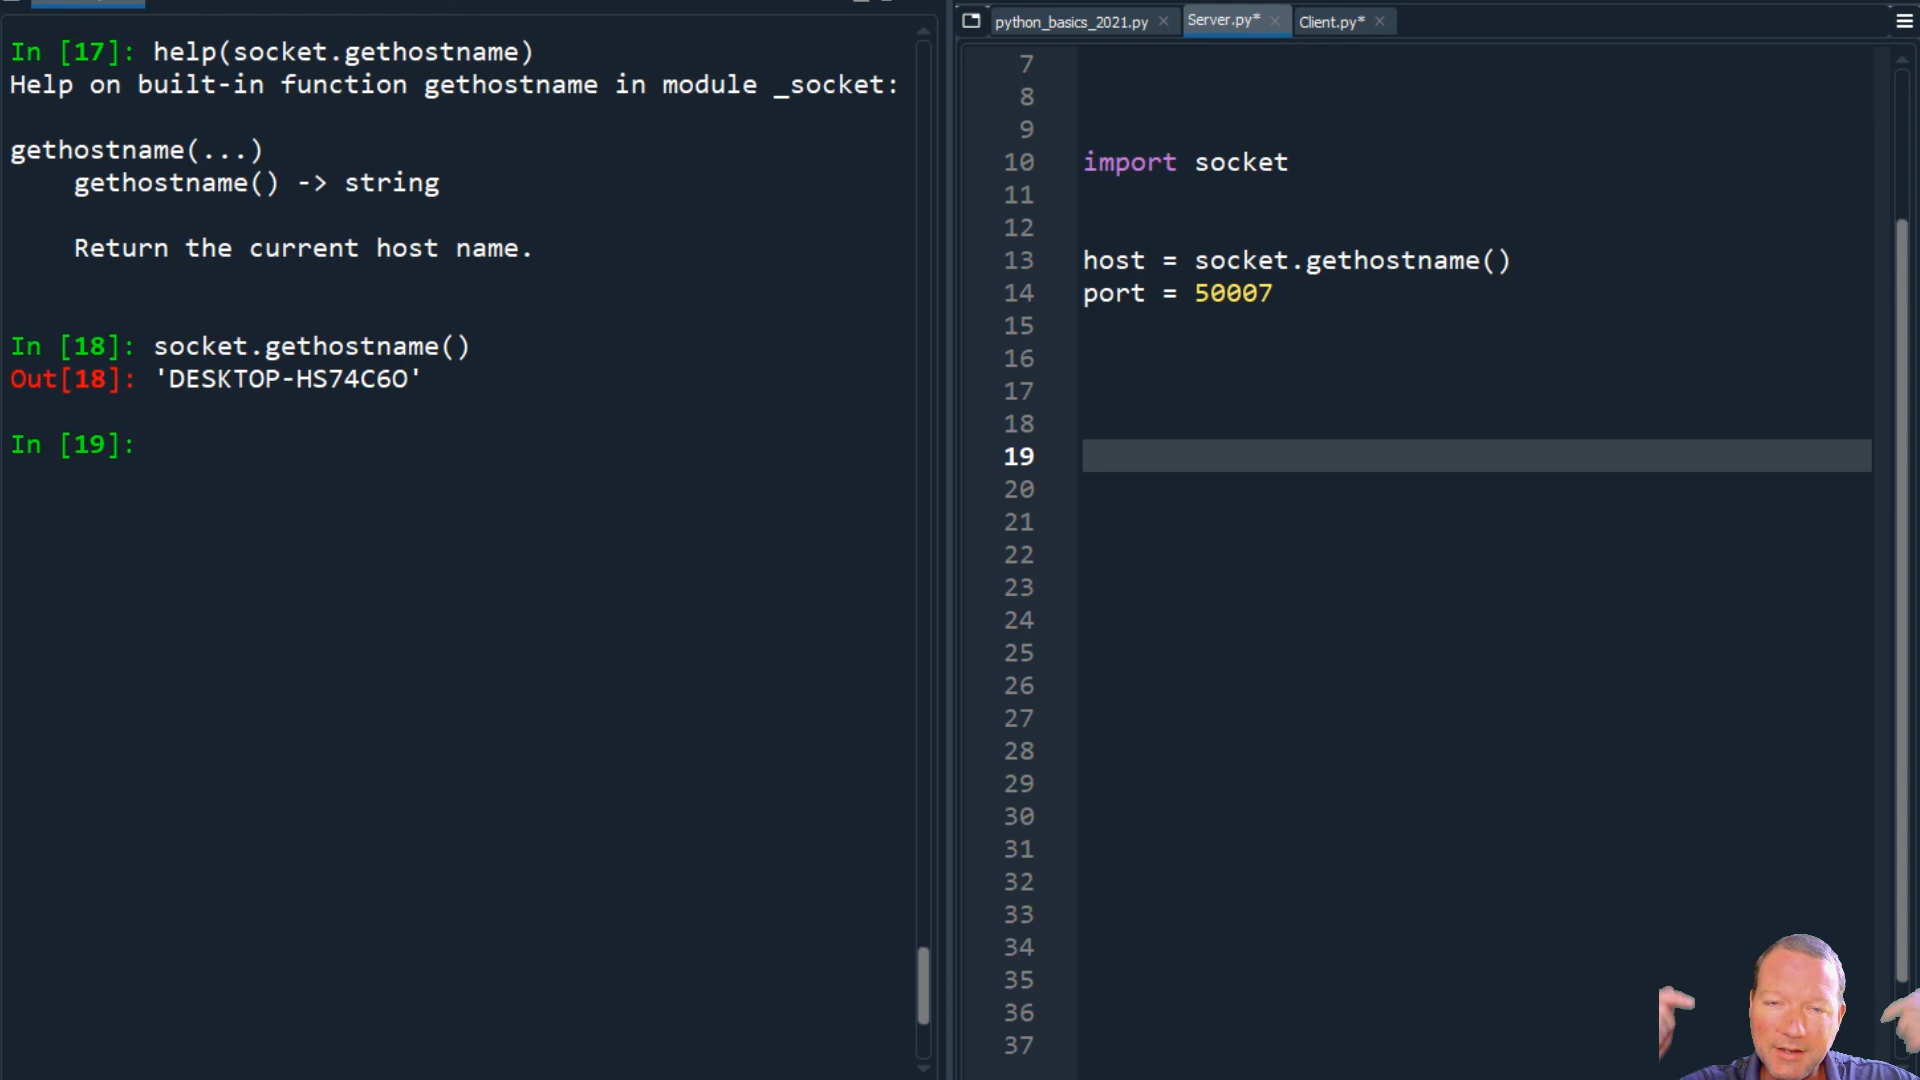 In [17]: help(socket.gethostname)
Help on built-in function gethostname in module _socket:
gethostname(...)
    gethostname() -> string
    Return the current host name.
In [18]: socket.gethostname()
Out[18]: 'DESKTOP-HS74C6O'
In [19]:
python_basics_2021.py × Server.py* × Client.py* ×
7
8
9
10 import socket
11
12
13 host = socket.gethostname()
14 port = 50007
15
16
17
18
19
20
21
22
23
24
25
26
27
28
29
30
31
32
33
34
35
36
37